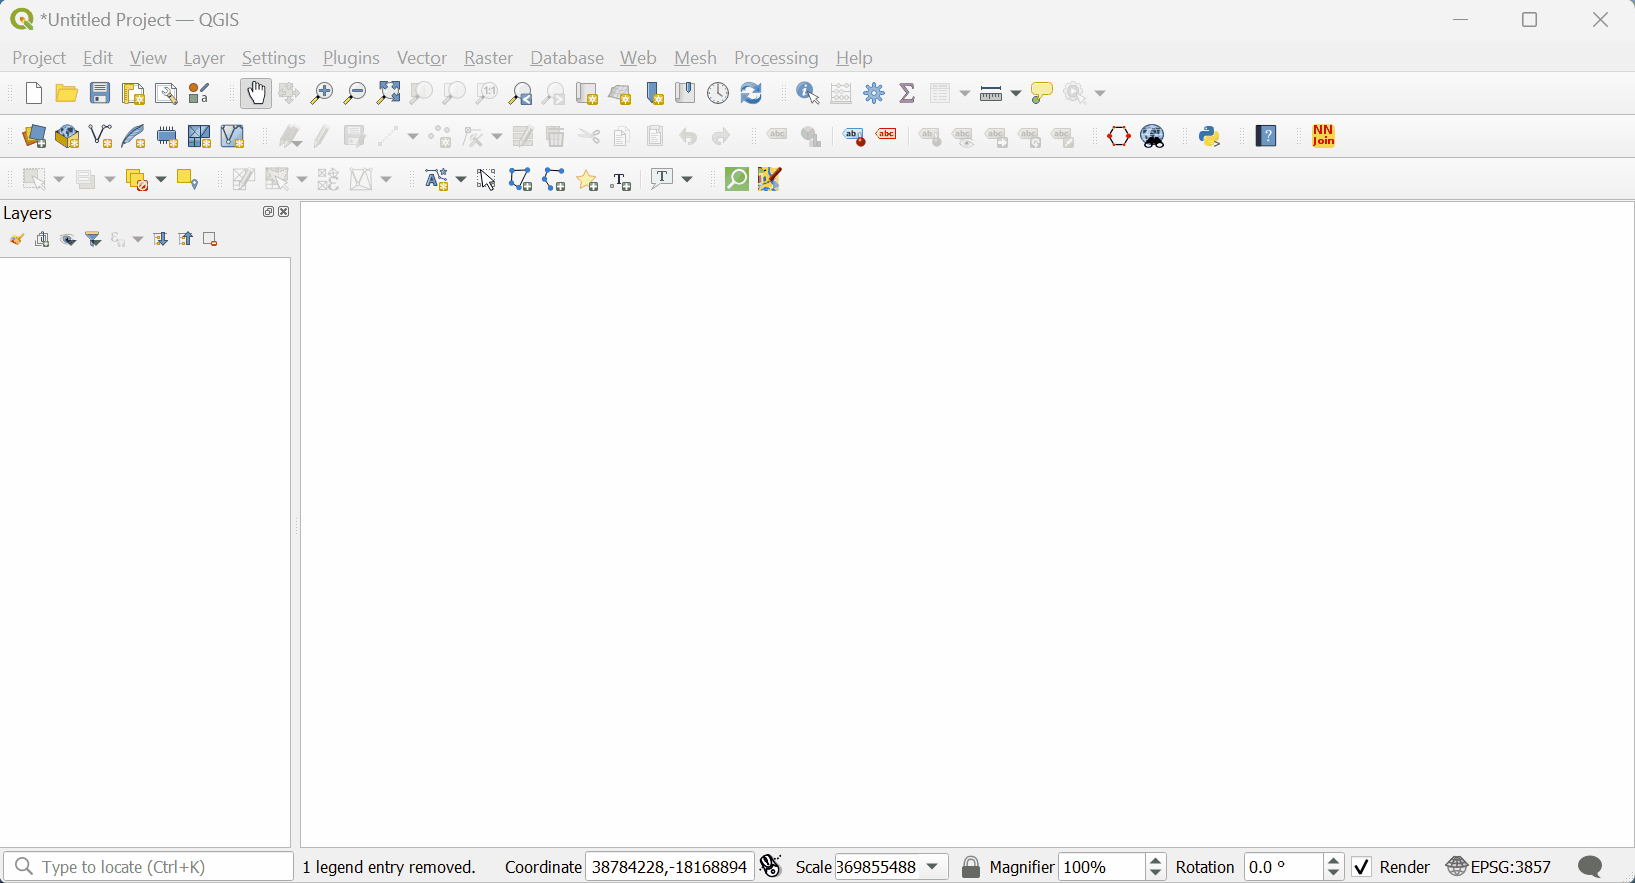 *Untitled Project — QGIS
Project Edit View Layer Settings Plugins Vector Raster Database Web Mesh Processing Help
NN Join
Layers
Type to locate (Ctrl+K) 1 legend entry removed. Coordinate 38784228,-18168894 Scale 369855488 Magnifier 100% Rotation 0.0 ° Render EPSG:3857